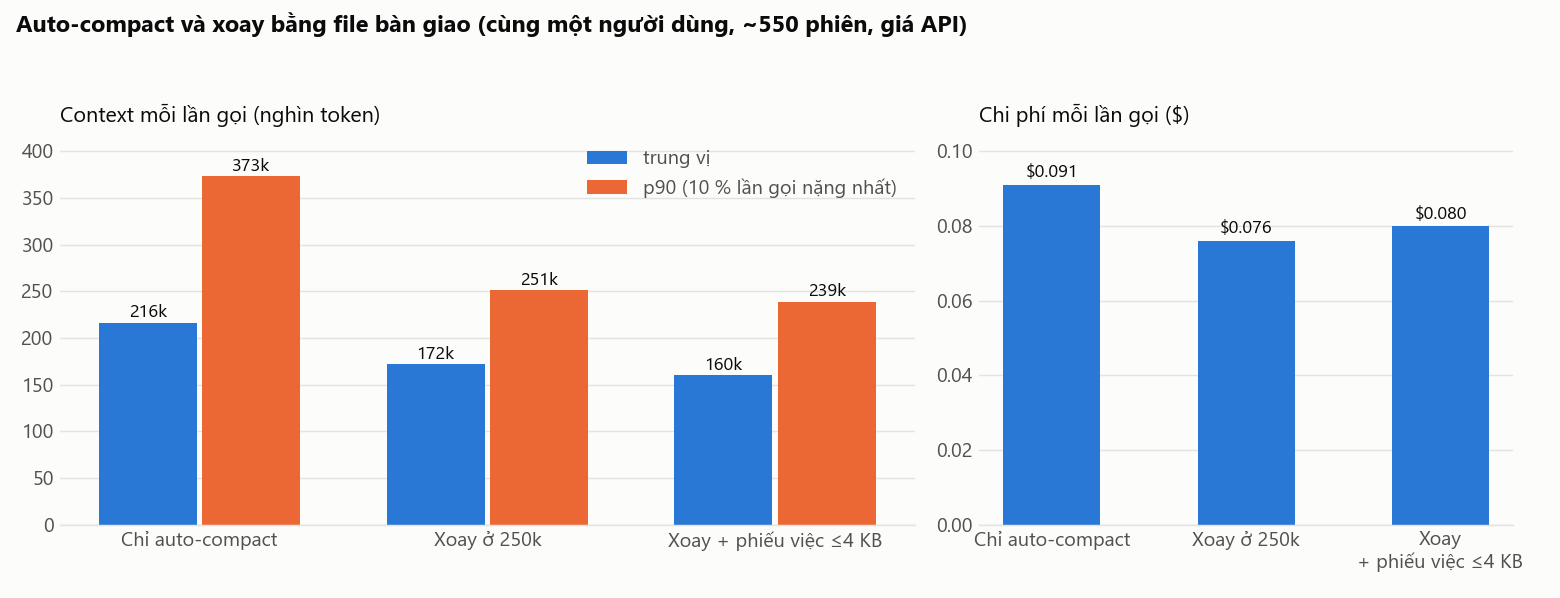 Auto-compact và xoay bằng file bàn giao (cùng một người dùng, ~550 phiên, giá API)
Context mỗi lần gọi (nghìn token)
400
350
300
250
200
150
100
50
0
trung vị
p90 (10 % lần gọi nặng nhất)
216k
373k
172k
251k
160k
239k
Chỉ auto-compact
Xoay ở 250k
Xoay + phiếu việc ≤4 KB
Chi phí mỗi lần gọi ($)
0.10
0.08
0.06
0.04
0.02
0.00
$0.091
$0.076
$0.080
Chỉ auto-compact
Xoay ở 250k
Xoay
+ phiếu việc ≤4 KB